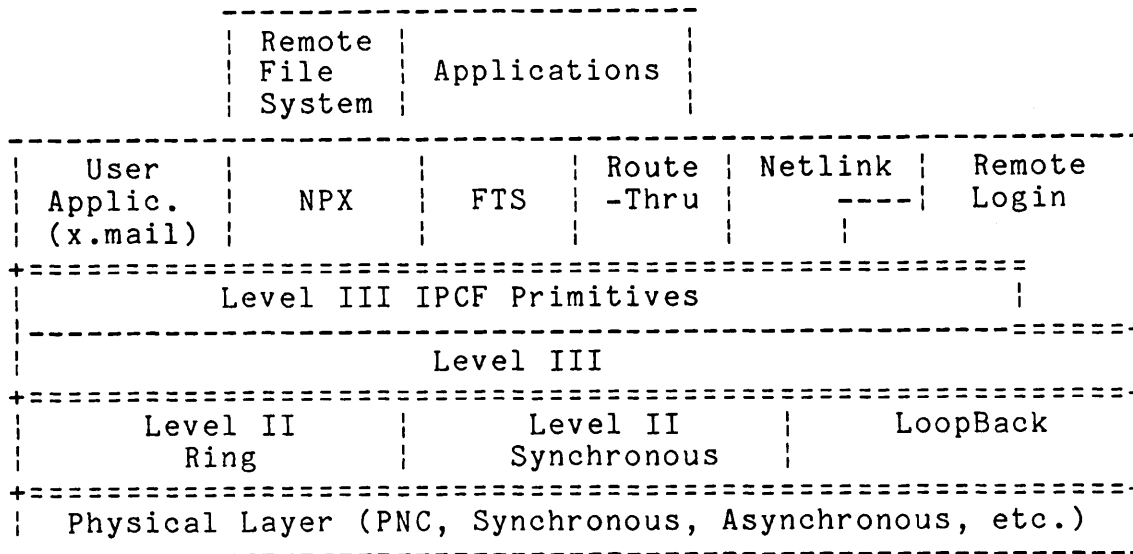 Remote
File Applications
System
User Route Netlink Remote
Applic. NPX FTS -Thru Login
(x.mail)
Level III IPCF Primitives
Level III
Level II Level II LoopBack
Ring Synchronous
Physical Layer (PNC, Synchronous, Asynchronous, etc.)